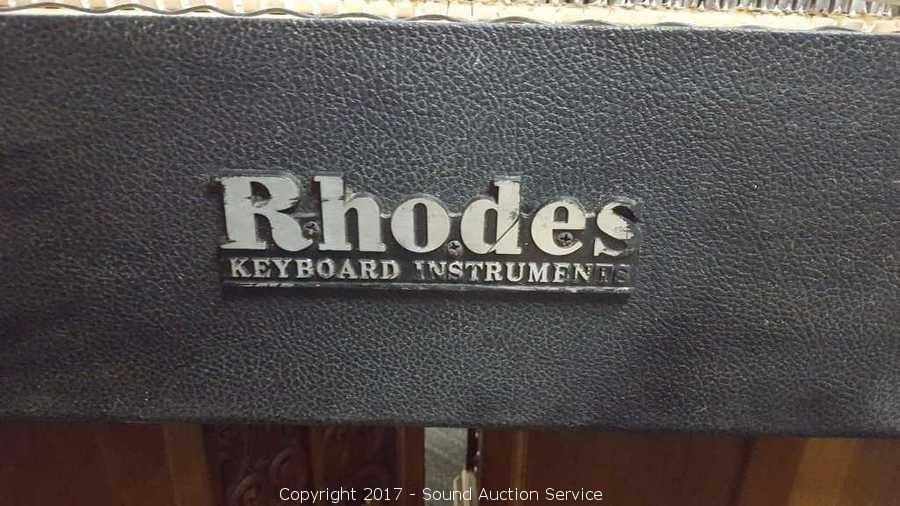 Rhodes
KEYBOARD INSTRUMENTS
Copyright 2017 - Sound Auction Service